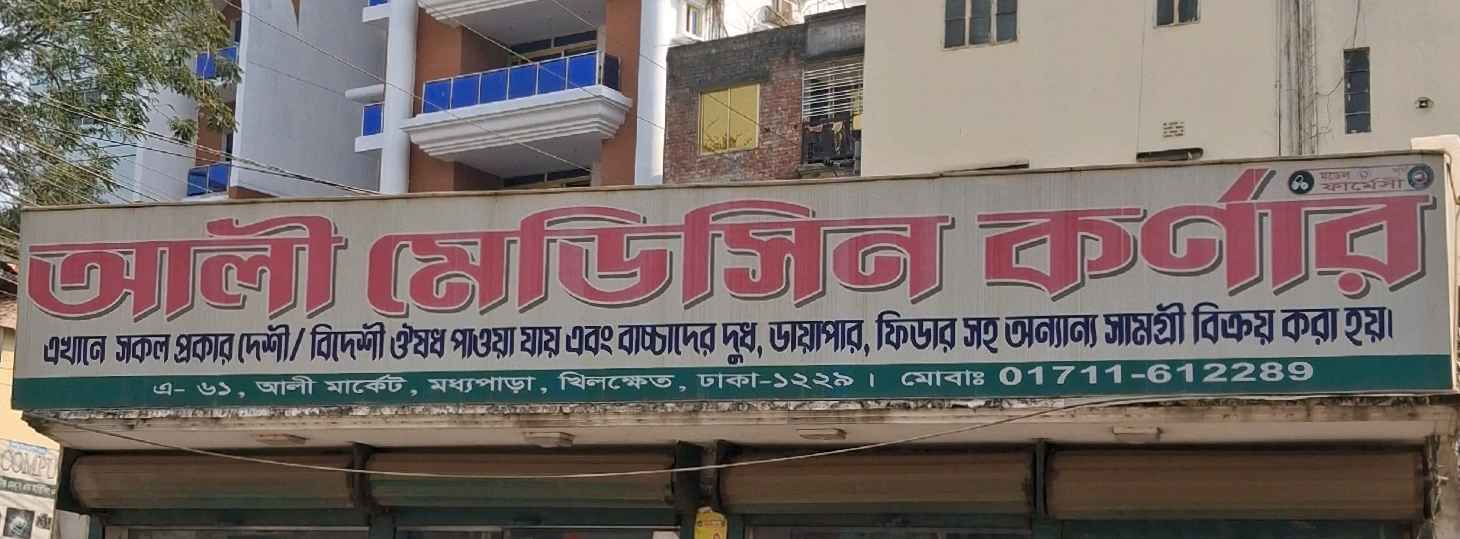 মডেল
ফার্মেসী
আলী মেডিসিন কর্ণার
এখানে সকল প্রকার দেশী/ বিদেশী ঔষধ পাওয়া যায় এবং বাচ্চাদের দুধ, ডায়াপার, ফিডার সহ অন্যান্য সামগ্রী বিক্রয় করা হয়।
এ- ৬১, আলী মার্কেট, মধ্যপাড়া, খিলক্ষেত, ঢাকা-১২২৯। মোবাঃ 01711-612289